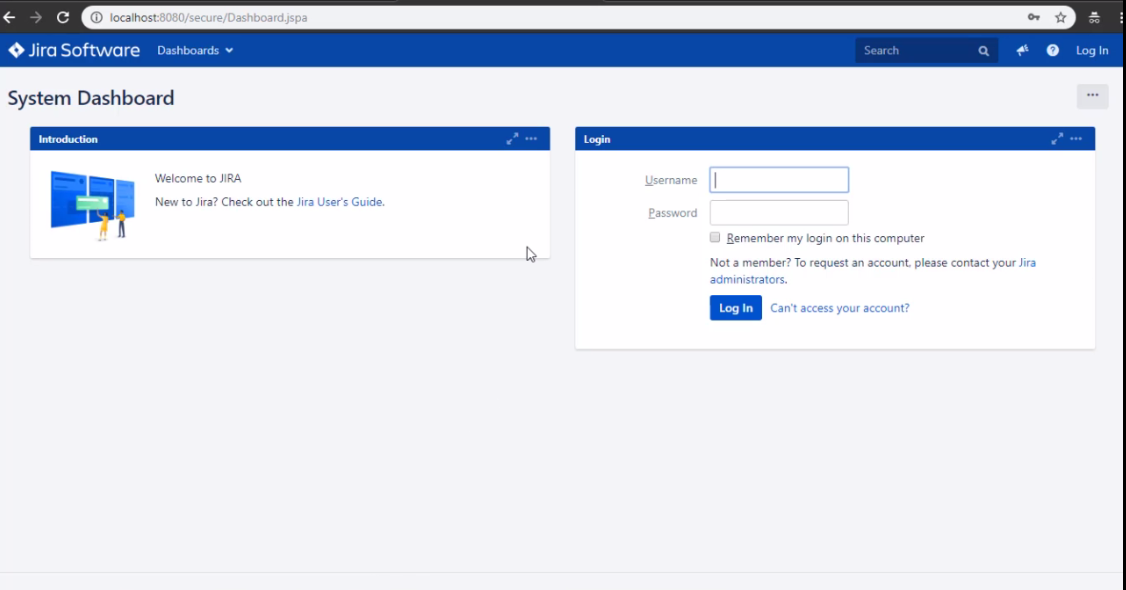 localhost:8080/secure/Dashboard.jspa
Jira Software Dashboards Search Log In
System Dashboard
Introduction
Welcome to JIRA
New to Jira? Check out the Jira User's Guide.
Login
Username
Password
Remember my login on this computer
Not a member? To request an account, please contact your Jira
administrators.
Log In Can't access your account?